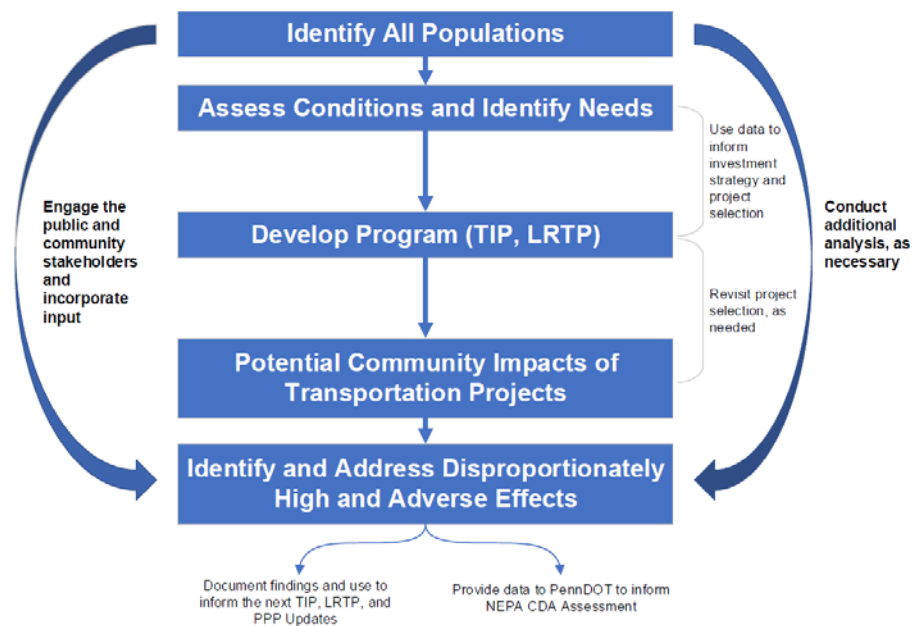 Identify All Populations
Assess Conditions and Identify Needs
Use data to
inform
investment
strategy and
project
selection
Engage the
public and
community
stakeholders
and
incorporate
input
Conduct
additional
analysis, as
necessary
Develop Program (TIP, LRTP)
Revisit project
selection, as
needed
Potential Community Impacts of
Transportation Projects
Identify and Address Disproportionately
High and Adverse Effects
Document findings and use to
inform the next TIP, LRTP, and
PPP Updates
Provide data to PennDOT to inform
NEPA CDA Assessment